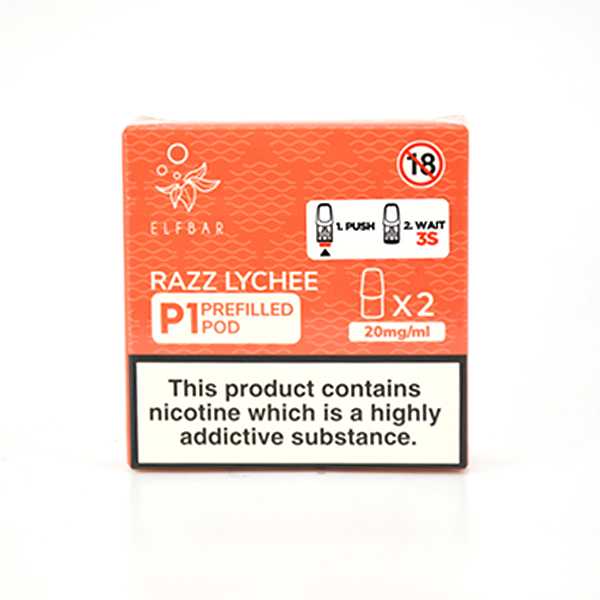 18
ELFBAR
1. PUSH
2. WAIT
3S
RAZZ LYCHEE
P1 PREFILLED
POD
X2
20mg/ml
This product contains
nicotine which is a highly
addictive substance.